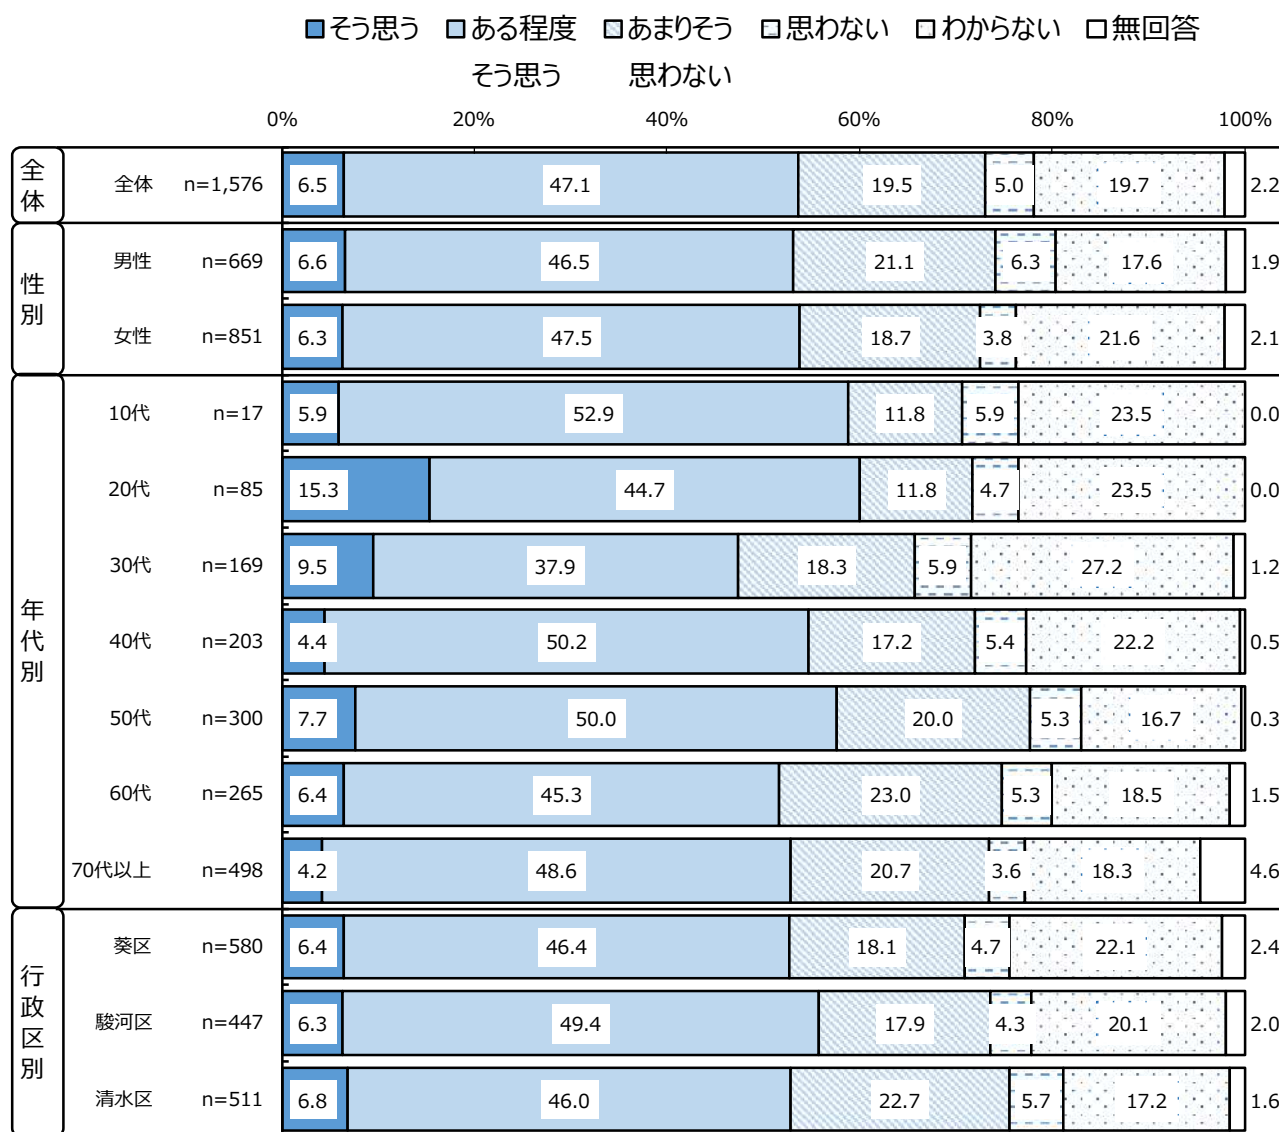 そう思う ある程度 あまりそう 思わない わからない 無回答
そう思う 思わない
0% 20% 40% 60% 80% 100%
全体
全体 n=1,576 6.5 47.1 19.5 5.0 19.7 2.2
性別
男性 n=669 6.6 46.5 21.1 6.3 17.6 1.9
女性 n=851 6.3 47.5 18.7 3.8 21.6 2.1
年代別
10代 n=17 5.9 52.9 11.8 5.9 23.5 0.0
20代 n=85 15.3 44.7 11.8 4.7 23.5 0.0
30代 n=169 9.5 37.9 18.3 5.9 27.2 1.2
40代 n=203 4.4 50.2 17.2 5.4 22.2 0.5
50代 n=300 7.7 50.0 20.0 5.3 16.7 0.3
60代 n=265 6.4 45.3 23.0 5.3 18.5 1.5
70代以上 n=498 4.2 48.6 20.7 3.6 18.3 4.6
行政区別
葵区 n=580 6.4 46.4 18.1 4.7 22.1 2.4
駿河区 n=447 6.3 49.4 17.9 4.3 20.1 2.0
清水区 n=511 6.8 46.0 22.7 5.7 17.2 1.6